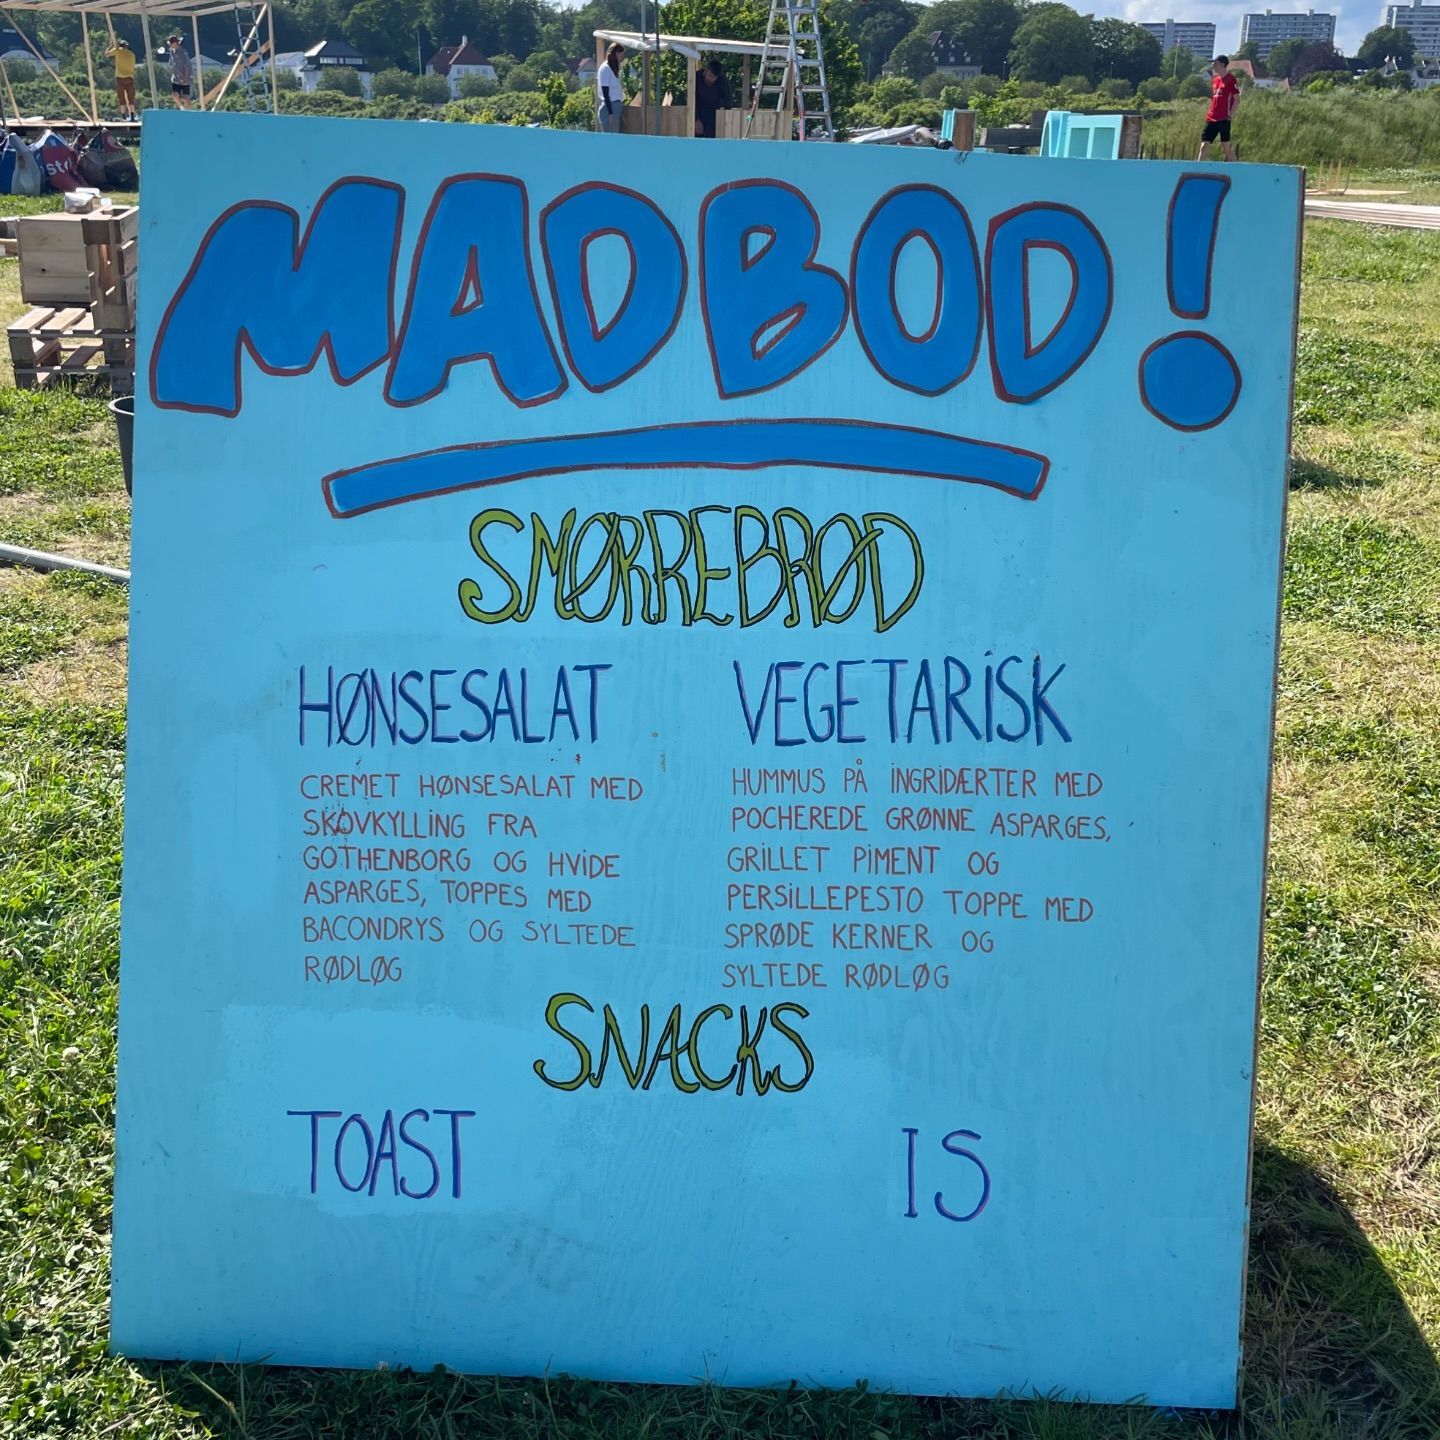 MADBOD!
SMØRREBRØD
HØNSESALAT
CREMET HØNSESALAT MED
SKOVKYLLING FRA
GOTHENBORG OG HVIDE
ASPARGES, TOPPES MED
BACONDRYS OG SYLTEDE
RØDLØG
VEGETARISK
HUMMUS PÅ INGRIDÆRTER MED
POCHEREDE GRØNNE ASPARGES,
GRILLET PIMENT OG
PERSILLEPESTO TOPPE MED
SPRØDE KERNER OG
SYLTEDE RØDLØG
SNACKS
TOAST
IS